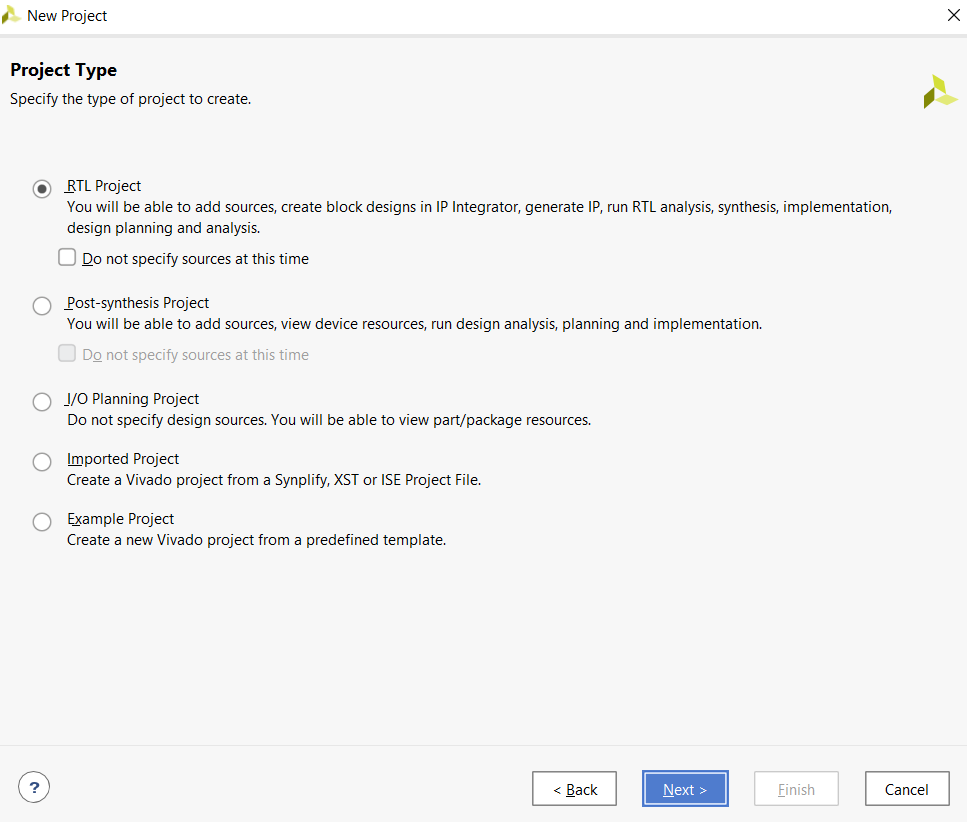 New Project
Project Type
Specify the type of project to create.
RTL Project
You will be able to add sources, create block designs in IP Integrator, generate IP, run RTL analysis, synthesis, implementation,
design planning and analysis.
Do not specify sources at this time
Post-synthesis Project
You will be able to add sources, view device resources, run design analysis, planning and implementation.
Do not specify sources at this time
I/O Planning Project
Do not specify design sources. You will be able to view part/package resources.
Imported Project
Create a Vivado project from a Synplify, XST or ISE Project File.
Example Project
Create a new Vivado project from a predefined template.
? < Back Next > Finish Cancel